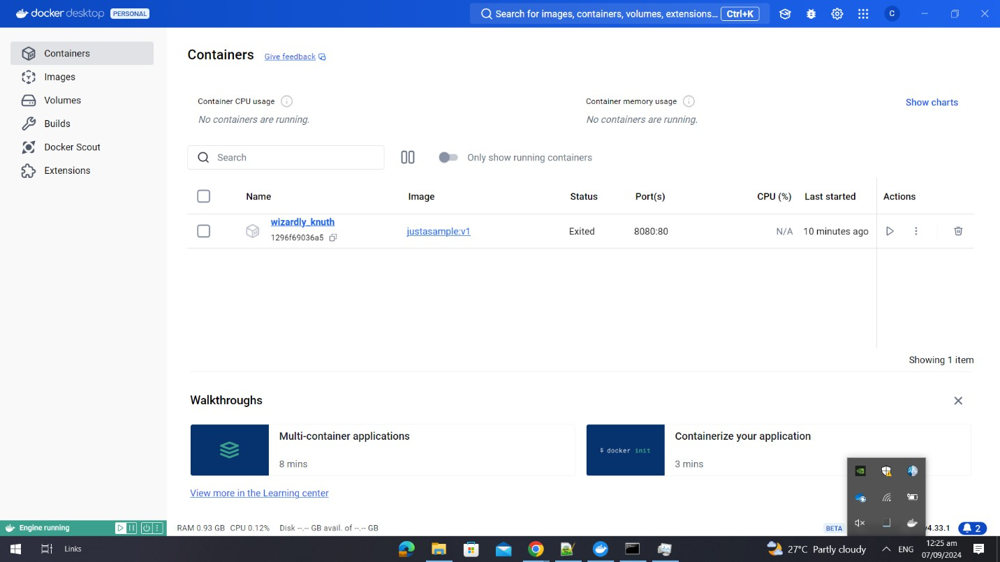 docker desktop PERSONAL
Search for images, containers, volumes, extensions... Ctrl+K
C
Containers
Images
Volumes
Builds
Docker Scout
Extensions
Containers Give feedback
Container CPU usage
No containers are running.
Container memory usage
No containers are running.
Show charts
Search
Only show running containers
Name Image Status Port(s) CPU (%) Last started Actions
wizardly_knuth
1296f69036a5
justasample:v1 Exited 8080:80 N/A 10 minutes ago
Showing 1 item
Walkthroughs
Multi-container applications
8 mins
$ docker init
Containerize your application
3 mins
View more in the Learning center
Engine running
RAM 0.93 GB CPU 0.12% Disk --.-- GB avail. of --.-- GB
BETA
v4.33.1
2
Links
27°C Partly cloudy
ENG
12:25 am
07/09/2024